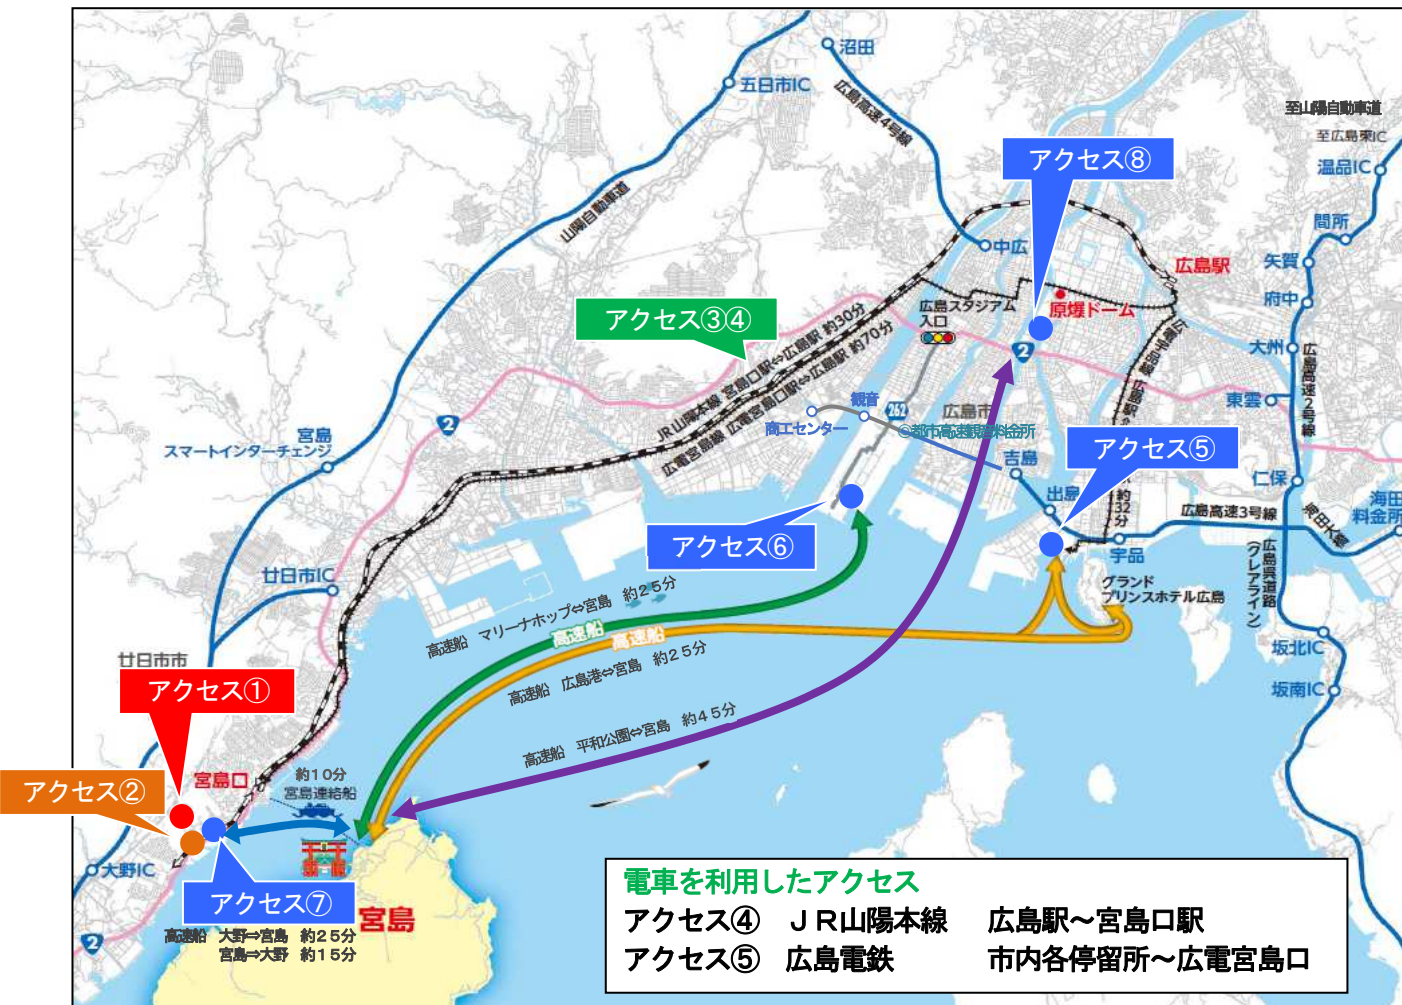 沼田
五日市IC
広島高速4号線
至山陽自動車道
至広島東IC
アクセス⑧
温品IC
山陽自動車道
間所
中広
矢賀
広島駅
府中
アクセス③④
広島スタジアム
入口
原爆ドーム
JR山陽本線 宮島口駅⇔広島駅 約30分
広電宮島線 広電宮島口駅⇔広島駅 約70分
2
大州
広島高速2号線
東雲
262
観音
商工センター
広島市
2
宮島
スマートインターチェンジ
吉島
アクセス⑤
仁保
出島
約32分
海田
料金所
広島高速3号線
アクセス⑥
宇品
広島呉道路
(クレアライン)
廿日市IC
グランド
プリンスホテル広島
高速船 マリーナホップ⇔宮島 約25分
高速船
高速船
高速船 広島港⇔宮島 約25分
坂北IC
廿日市市
アクセス①
坂南IC
高速船 平和公園⇔宮島 約45分
宮島口
アクセス②
約10分
宮島連絡船
大野IC
アクセス⑦
宮島
2
高速船 大野⇒宮島 約25分
宮島⇒大野 約15分
電車を利用したアクセス
アクセス④ JR山陽本線 広島駅～宮島口駅
アクセス⑤ 広島電鉄 市内各停留所～広電宮島口